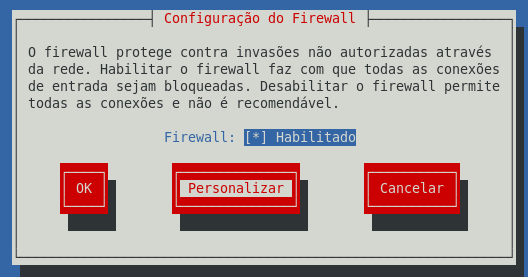 Configuração do Firewall
O firewall protege contra invasões não autorizadas através
da rede. Habilitar o firewall faz com que todas as conexões
de entrada sejam bloqueadas. Desabilitar o firewall permite
todas as conexões e não é recomendável.
Firewall: [*] Habilitado
OK Personalizar Cancelar